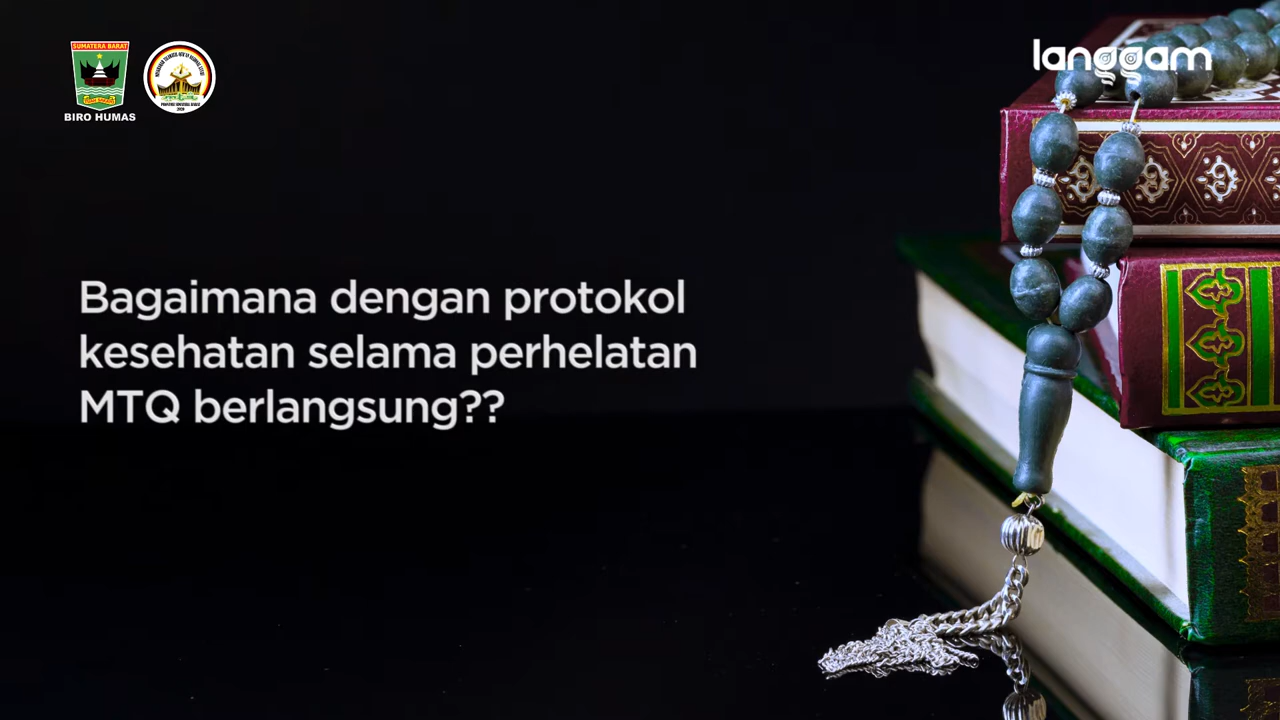 SUMATERA BARAT
BIRO HUMAS
langgam
Bagaimana dengan protokol
kesehatan selama perhelatan
MTQ berlangsung??